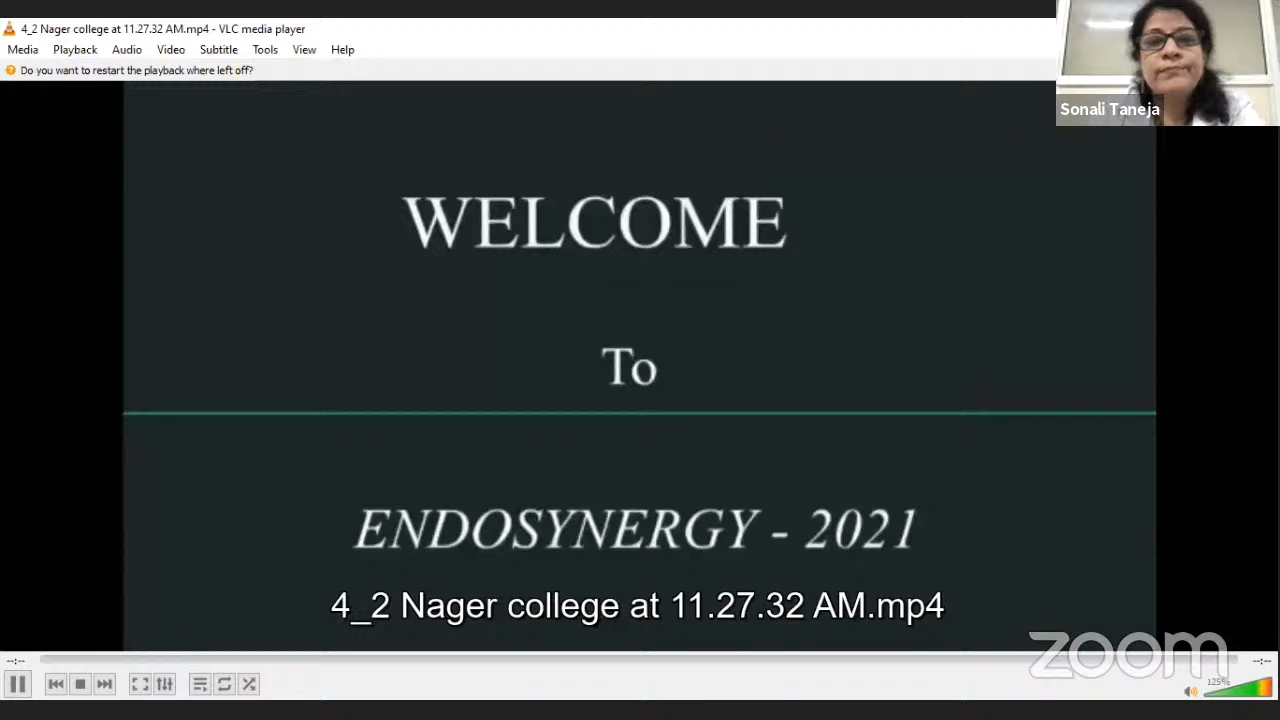 4_2 Nager college at 11.27.32 AM.mp4 - VLC media player
Media Playback Audio Video Subtitle Tools View Help
Do you want to restart the playback where left off?
Sonali Taneja
WELCOME
To
ENDOSYNERGY - 2021
4_2 Nager college at 11.27.32 AM.mp4
zoom
--:-- --:--
125%